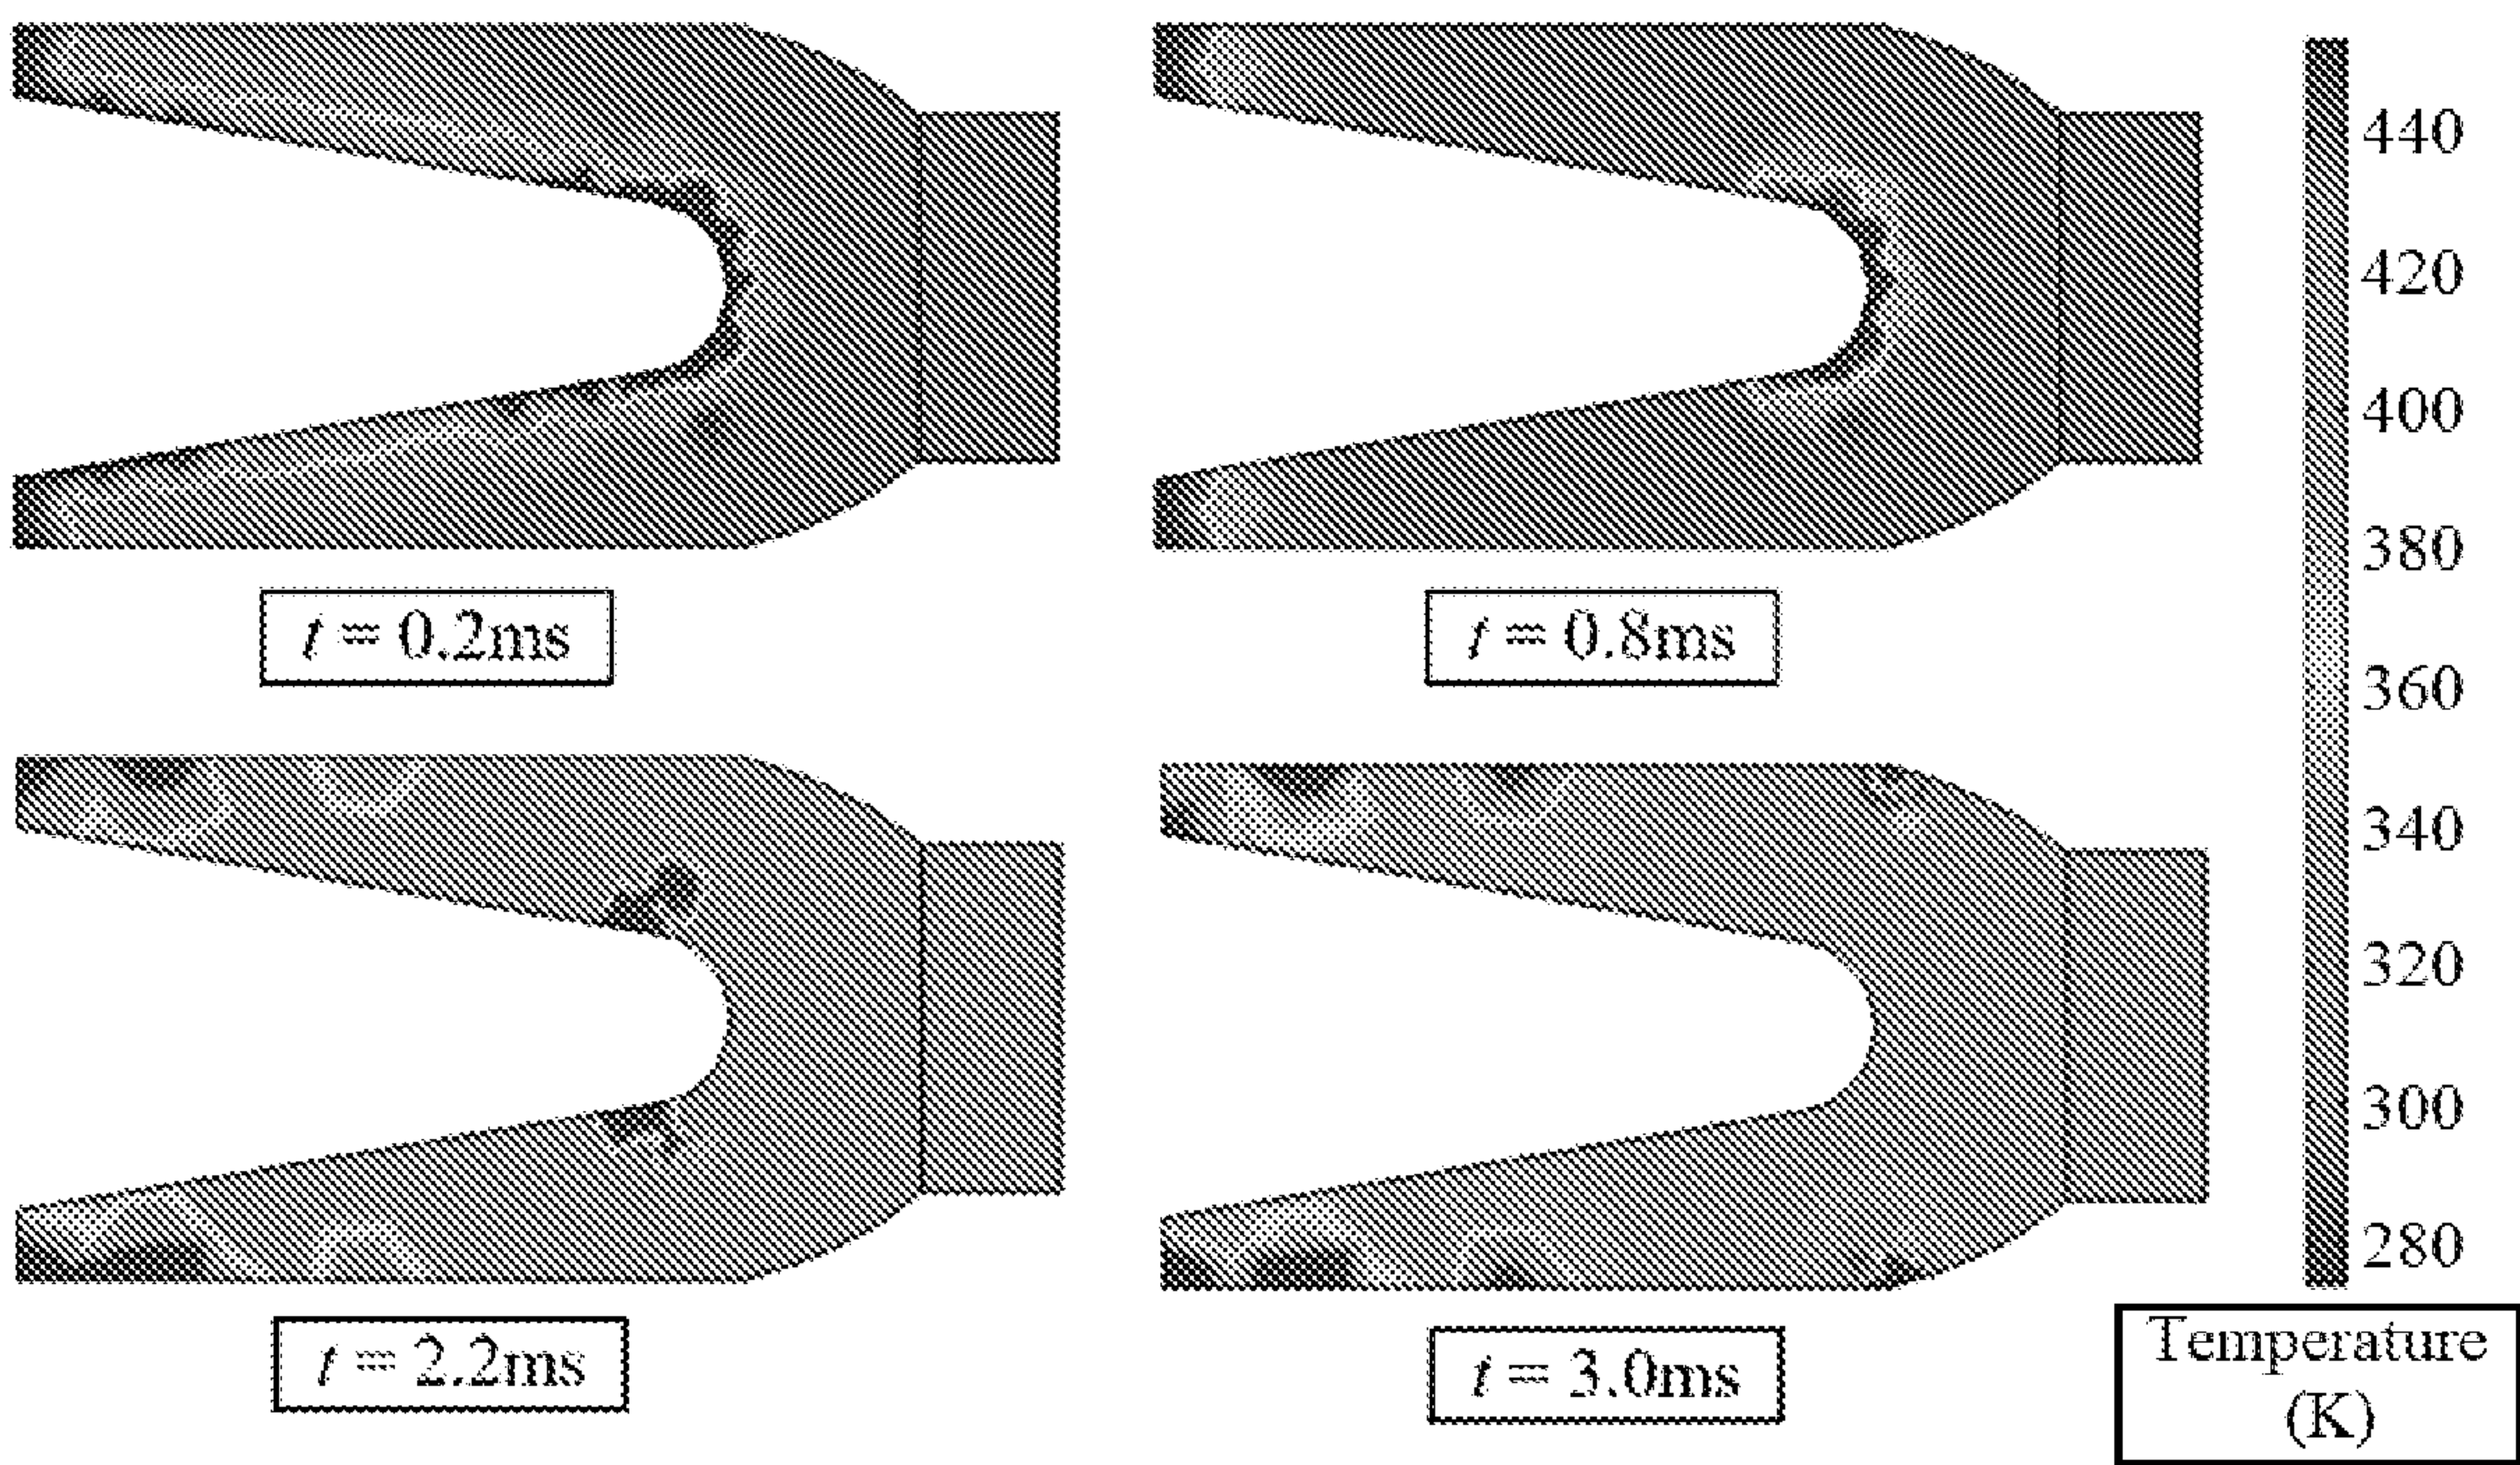 t = 0.2ms
t = 0.8ms
t = 2.2ms
t = 3.0ms
440
420
400
380
360
340
320
300
280
Temperature
(K)